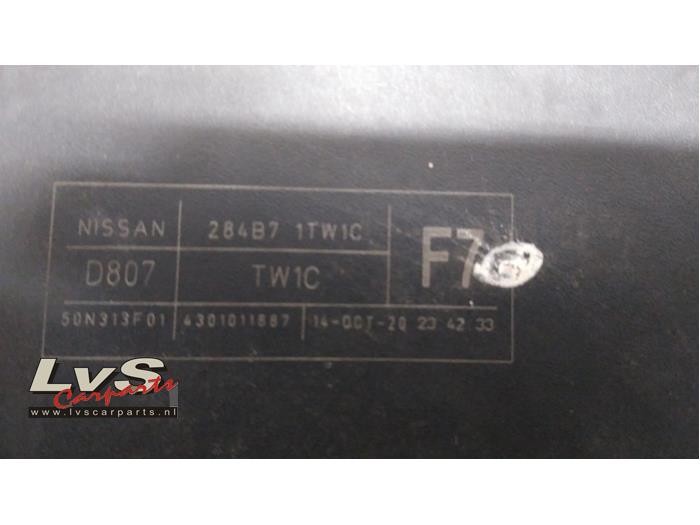 NISSAN 284B7 1TW1C
D807 TW1C F7
50N313F01 4301011887 14-OCT-20 23 42 33
LvS
Carparts
www.lvscarparts.nl